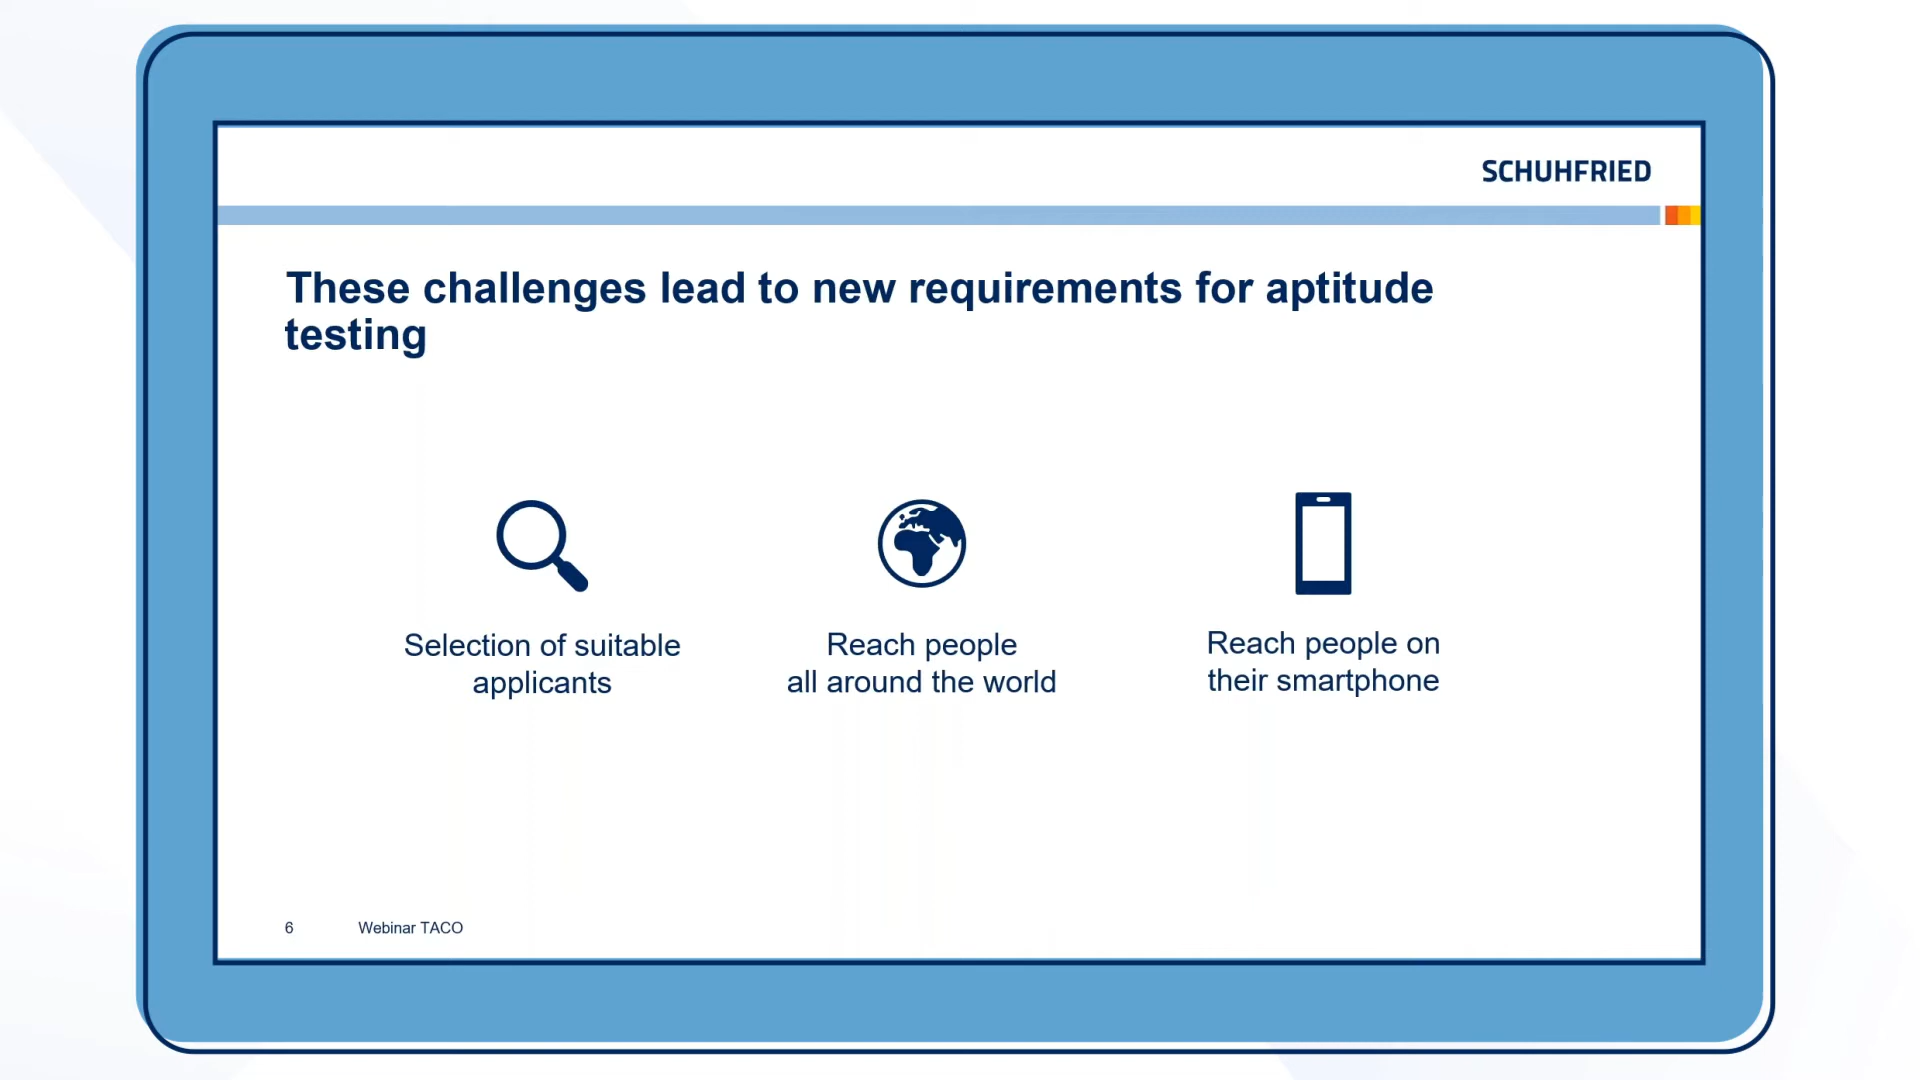 SCHUHFRIED
These challenges lead to new requirements for aptitude
testing
Selection of suitable
applicants
Reach people
all around the world
Reach people on
their smartphone
6
Webinar TACO